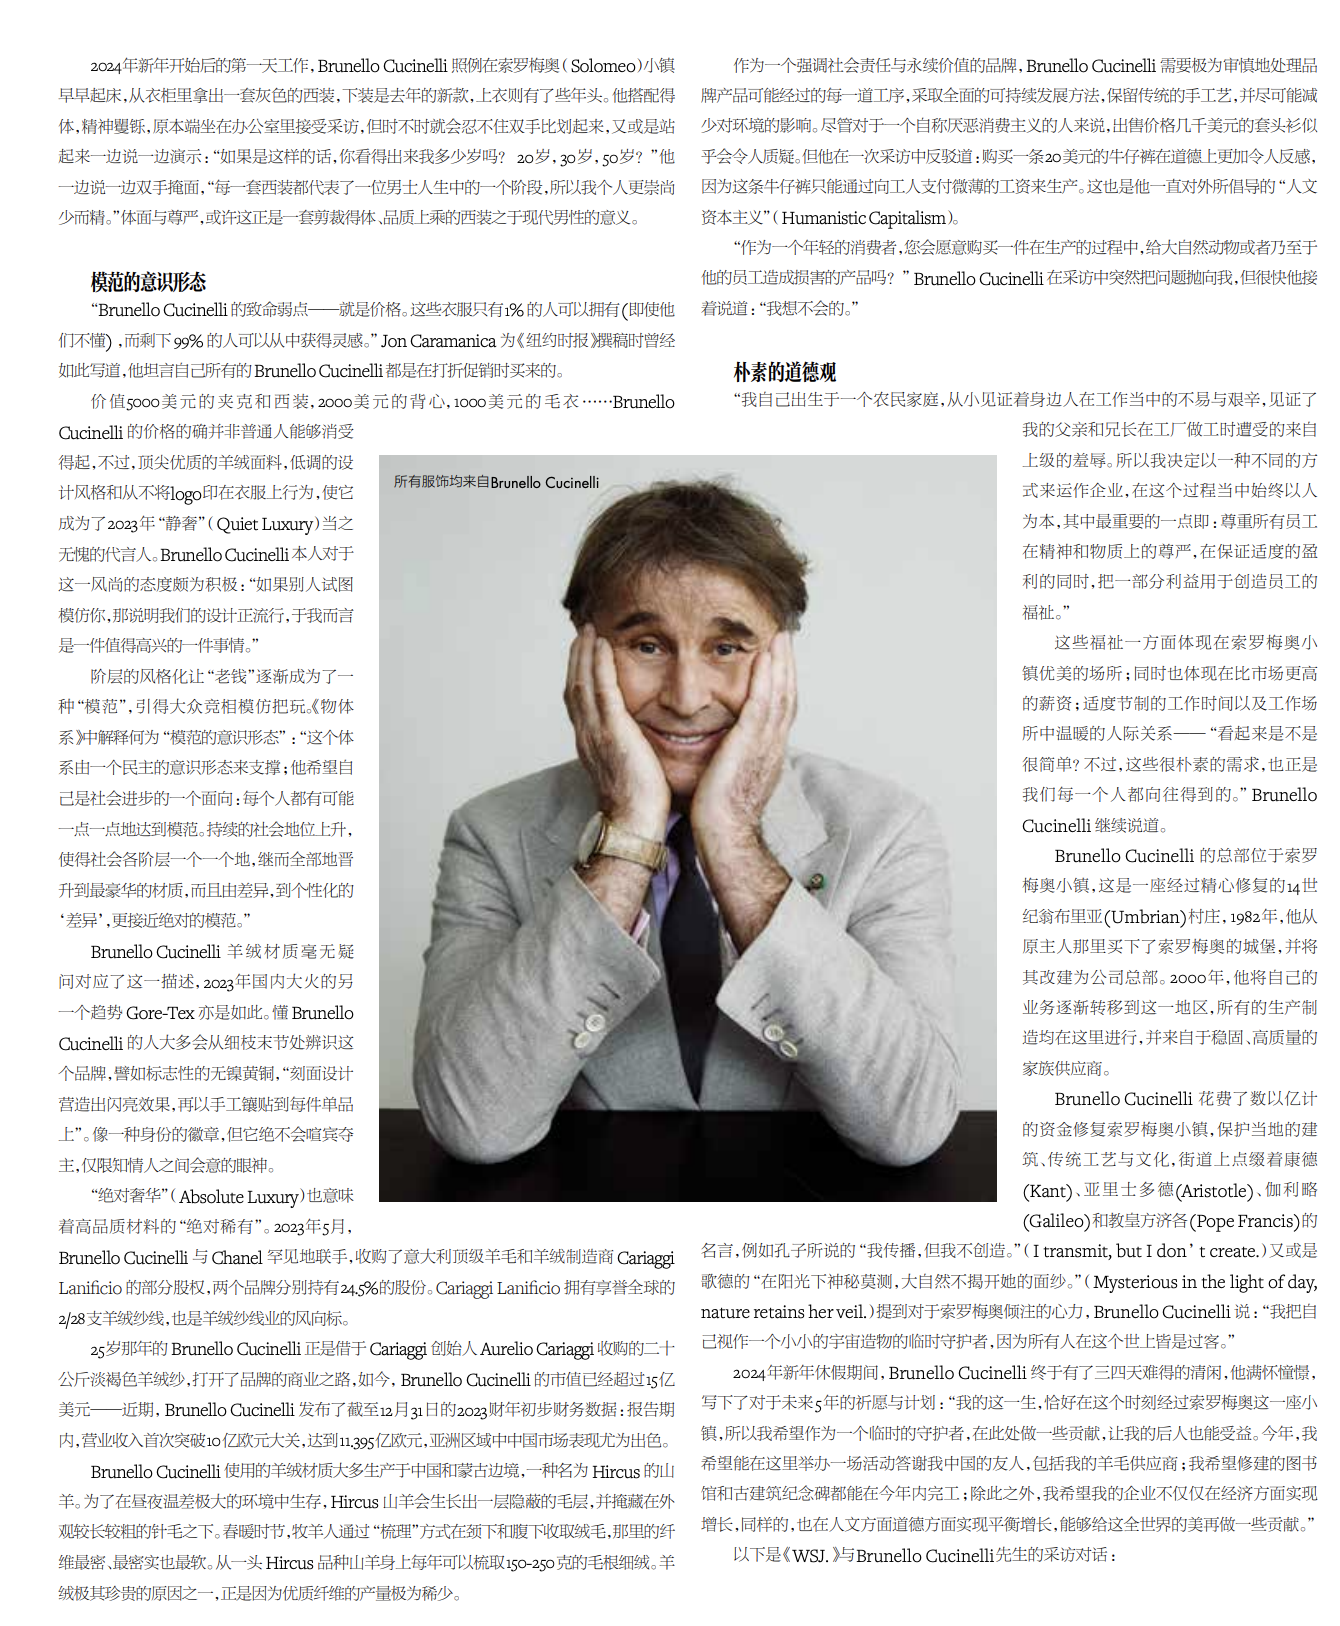 2024年新年开始后的第一天工作，Brunello Cucinelli 照例在索罗梅奥（Solomeo）小镇
早早起床，从衣柜里拿出一套灰色的西装，下装是去年的新款，上衣则有了些年头。他搭配得
体，精神矍铄，原本端坐在办公室里接受采访，但时不时就会忍不住双手比划起来，又或是站
起来一边说一边演示：“如果是这样的话，你看得出来我多少岁吗？ 20岁，30岁，50岁？”他
一边说一边双手掩面，“每一套西装都代表了一位男士人生中的一个阶段，所以我个人更崇尚
少而精。”体面与尊严，或许这正是一套剪裁得体、品质上乘的西装之于现代男性的意义。
模范的意识形态
“Brunello Cucinelli 的致命弱点——就是价格。这些衣服只有1% 的人可以拥有（即使他
们不懂），而剩下 99% 的人可以从中获得灵感。” Jon Caramanica 为《纽约时报》撰稿时曾经
如此写道，他坦言自己所有的 Brunello Cucinelli 都是在打折促销时买来的。
价值5000美元的夹克和西装，2000美元的背心，1000美元的毛衣……Brunello
Cucinelli 的价格的确并非普通人能够消受
得起，不过，顶尖优质的羊绒面料，低调的设
计风格和从不将logo印在衣服上行为，使它
成为了2023年“静奢”（Quiet Luxury）当之
无愧的代言人。Brunello Cucinelli 本人对于
这一风尚的态度颇为积极：“如果别人试图
模仿你，那说明我们的设计正流行，于我而言
是一件值得高兴的一件事情。”
阶层的风格化让“老钱”逐渐成为了一
种“模范”，引得大众竞相模仿把玩。《物体
系》中解释何为“模范的意识形态”：“这个体
系由一个民主的意识形态来支撑；他希望自
己是社会进步的一个面向：每个人都有可能
一点一点地达到模范。持续的社会地位上升，
使得社会各阶层一个一个地，继而全部地晋
升到最豪华的材质，而且由差异，到个性化的
‘差异’，更接近绝对的模范。”
Brunello Cucinelli 羊绒材质毫无疑
问对应了这一描述，2023年国内大火的另
一个趋势 Gore-Tex 亦是如此。懂 Brunello
Cucinelli 的人大多会从细枝末节处辨识这
个品牌，譬如标志性的无镍黄铜，“刻面设计
营造出闪亮效果，再以手工镶贴到每件单品
上”。像一种身份的徽章，但它绝不会喧宾夺
主，仅限知情人之间会意的眼神。
“绝对奢华”（Absolute Luxury）也意味
着高品质材料的“绝对稀有”。2023年5月，
Brunello Cucinelli 与 Chanel 罕见地联手，收购了意大利顶级羊毛和羊绒制造商 Cariaggi
Lanificio 的部分股权，两个品牌分别持有24.5%的股份。Cariaggi Lanificio 拥有享誉全球的
2/28支羊绒纱线，也是羊绒纱线业的风向标。
25岁那年的 Brunello Cucinelli 正是借于 Cariaggi 创始人 Aurelio Cariaggi 收购的二十
公斤淡褐色羊绒纱，打开了品牌的商业之路，如今，Brunello Cucinelli 的市值已经超过15亿
美元——近期，Brunello Cucinelli 发布了截至12月31日的2023财年初步财务数据：报告期
内，营业收入首次突破10亿欧元大关，达到11.395亿欧元，亚洲区域中中国市场表现尤为出色。
Brunello Cucinelli 使用的羊绒材质大多生产于中国和蒙古边境，一种名为 Hircus 的山
羊。为了在昼夜温差极大的环境中生存，Hircus 山羊会生长出一层隐蔽的毛层，并掩藏在外
观较长较粗的针毛之下。春暖时节，牧羊人通过“梳理”方式在颈下和腹下收取绒毛，那里的纤
维最密、最密实也最软。从一头 Hircus 品种山羊身上每年可以梳取150-250克的毛根细绒。羊
绒极其珍贵的原因之一，正是因为优质纤维的产量极为稀少。
所有服饰均来自Brunello Cucinelli
作为一个强调社会责任与永续价值的品牌，Brunello Cucinelli 需要极为审慎地处理品
牌产品可能经过的每一道工序，采取全面的可持续发展方法，保留传统的手工艺，并尽可能减
少对环境的影响。尽管对于一个自称厌恶消费主义的人来说，出售价格几千美元的套头衫似
乎会令人质疑。但他在一次采访中反驳道：购买一条20美元的牛仔裤在道德上更加令人反感，
因为这条牛仔裤只能通过向工人支付微薄的工资来生产。这也是他一直对外所倡导的“人文
资本主义”（Humanistic Capitalism）。
“作为一个年轻的消费者，您会愿意购买一件在生产的过程中，给大自然动物或者乃至于
他的员工造成损害的产品吗？”Brunello Cucinelli 在采访中突然把问题抛向我，但很快他接
着说道：“我想不会的。”
朴素的道德观
“我自己出生于一个农民家庭，从小见证着身边人在工作当中的不易与艰辛，见证了
我的父亲和兄长在工厂做工时遭受的来自
上级的羞辱。所以我决定以一种不同的方
式来运作企业，在这个过程当中始终以人
为本，其中最重要的一点即：尊重所有员工
在精神和物质上的尊严，在保证适度的盈
利的同时，把一部分利益用于创造员工的
福祉。”
这些福祉一方面体现在索罗梅奥小
镇优美的场所；同时也体现在比市场更高
的薪资；适度节制的工作时间以及工作场
所中温暖的人际关系——“看起来是不是
很简单？不过，这些很朴素的需求，也正是
我们每一个人都向往得到的。” Brunello
Cucinelli 继续说道。
Brunello Cucinelli 的总部位于索罗
梅奥小镇，这是一座经过精心修复的14世
纪翁布里亚(Umbrian)村庄，1982年，他从
原主人那里买下了索罗梅奥的城堡，并将
其改建为公司总部。2000年，他将自己的
业务逐渐转移到这一地区，所有的生产制
造均在这里进行，并来自于稳固、高质量的
家族供应商。
Brunello Cucinelli 花费了数以亿计
的资金修复索罗梅奥小镇，保护当地的建
筑、传统工艺与文化，街道上点缀着康德
(Kant)、亚里士多德(Aristotle)、伽利略
(Galileo)和教皇方济各(Pope Francis)的
名言，例如孔子所说的“我传播，但我不创造。”（I transmit, but I don’t create.）又或是
歌德的“在阳光下神秘莫测，大自然不揭开她的面纱。”（Mysterious in the light of day,
nature retains her veil.）提到对于索罗梅奥倾注的心力，Brunello Cucinelli 说：“我把自
己视作一个小小的宇宙造物的临时守护者，因为所有人在这个世上皆是过客。”
2024年新年休假期间，Brunello Cucinelli 终于有了三四天难得的清闲，他满怀憧憬，
写下了对于未来5年的祈愿与计划：“我的这一生，恰好在这个时刻经过索罗梅奥这一座小
镇，所以我希望作为一个临时的守护者，在此处做一些贡献，让我的后人也能受益。今年，我
希望能在这里举办一场活动答谢我中国的友人，包括我的羊毛供应商；我希望修建的图书
馆和古建筑纪念碑都能在今年内完工；除此之外，我希望我的企业不仅仅在经济方面实现
增长，同样的，也在人文方面道德方面实现平衡增长，能够给这全世界的美再做一些贡献。”
以下是《WSJ.》与Brunello Cucinelli先生的采访对话：